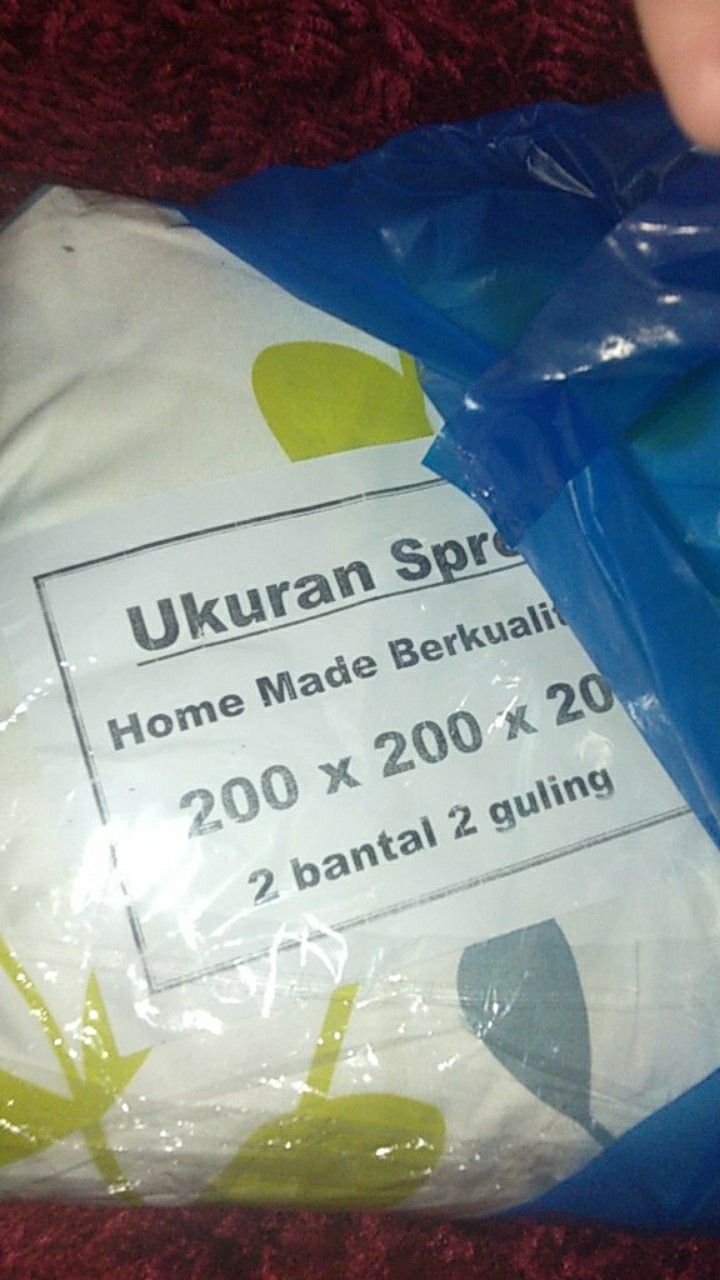 Ukuran Spre
Home Made Berkualit
200 x 200 x 20
2 bantal 2 guling